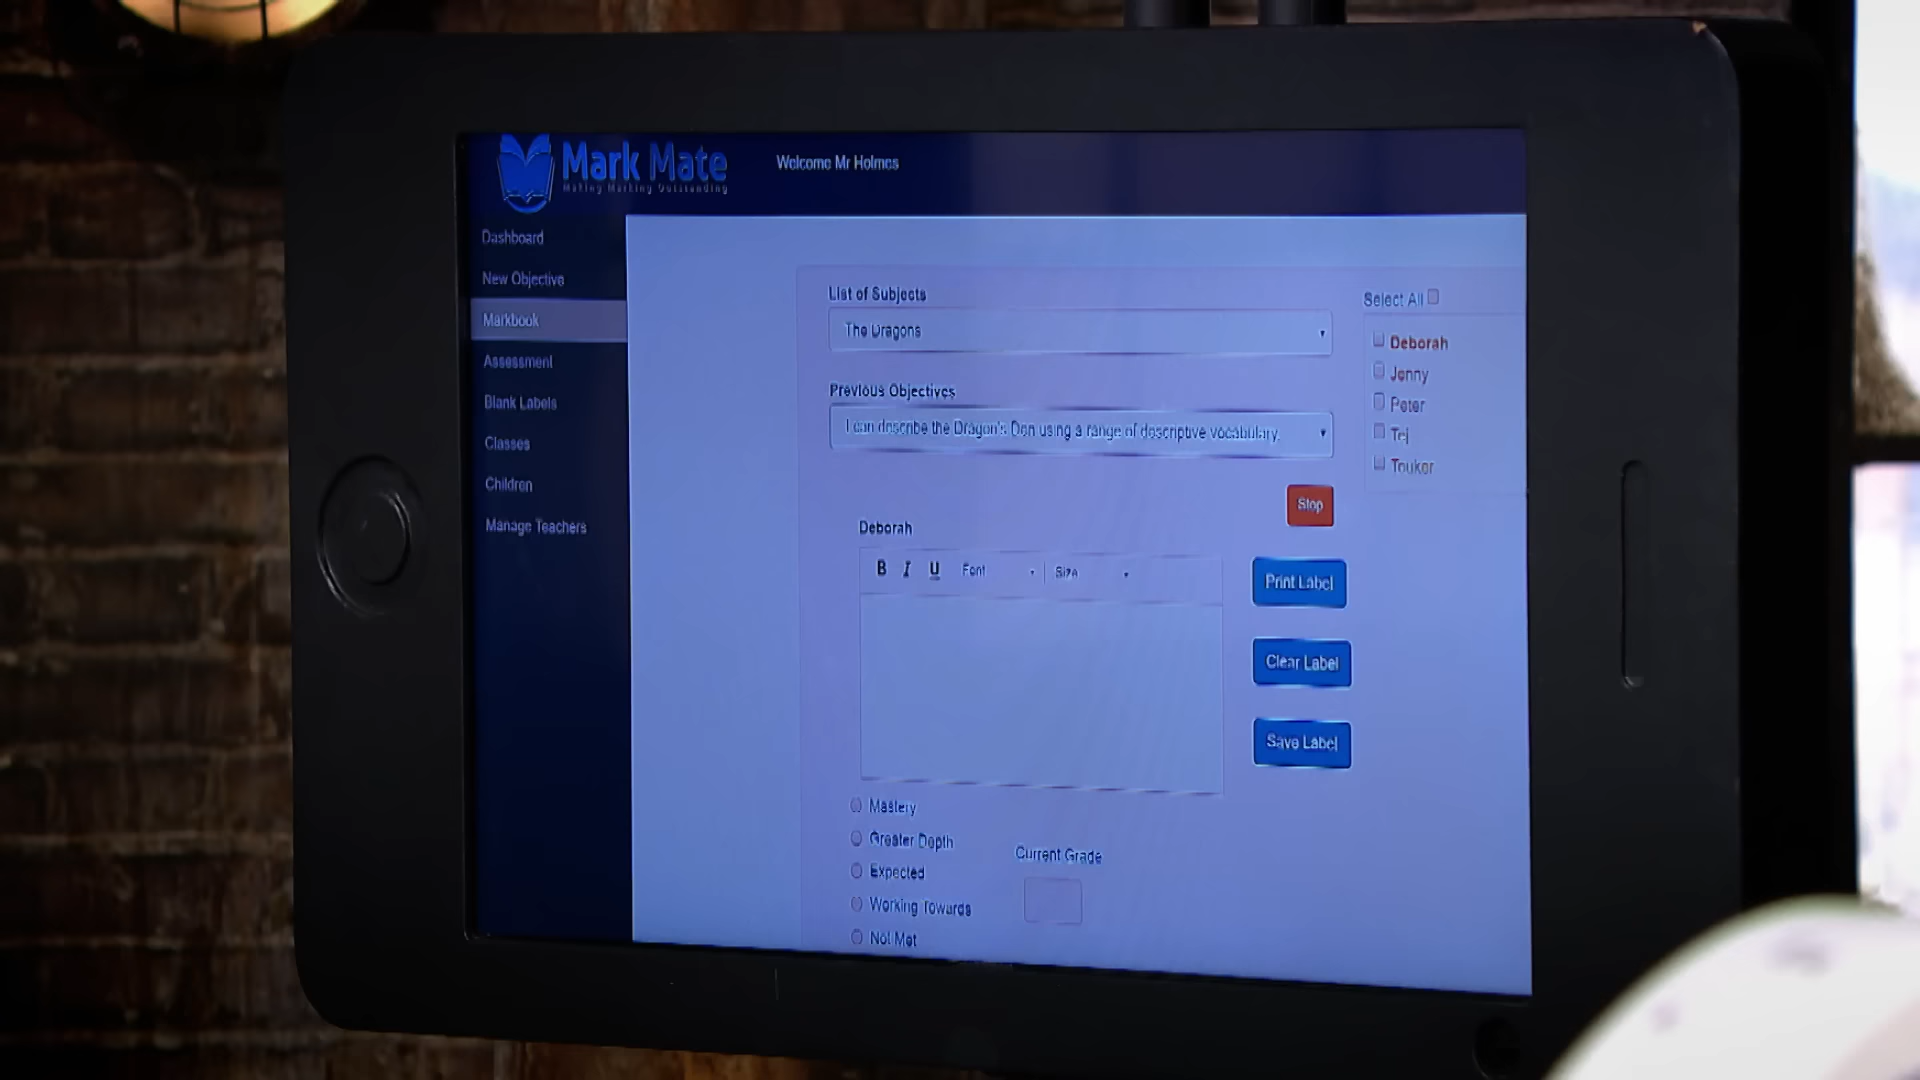 Mark Mate
Making Marking Outstanding
Welcome Mr Holmes
Dashboard
New Objective
Markbook
Assessment
Blank Labels
Classes
Children
Manage Teachers
List of Subjects
The Dragons
Previous Objectives
I can describe the Dragon's Den using a range of descriptive vocabulary.
Select All
Deborah
Jenny
Peter
Tej
Touker
Stop
Deborah
B I U Font Size
Print Label
Clear Label
Save Label
Mastery
Greater Depth
Expected
Working Towards
Not Met
Current Grade